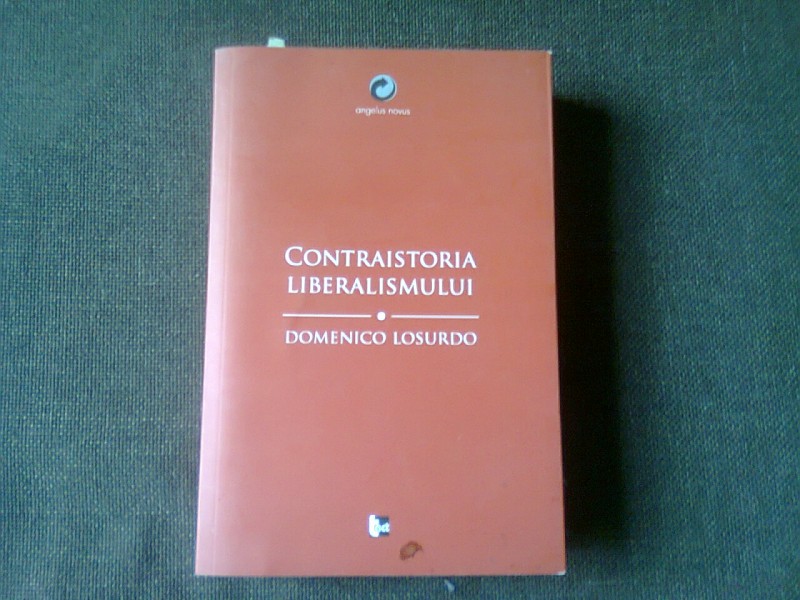 angelus novus
CONTRAISTORIA
LIBERALISMULUI
DOMENICO LOSURDO